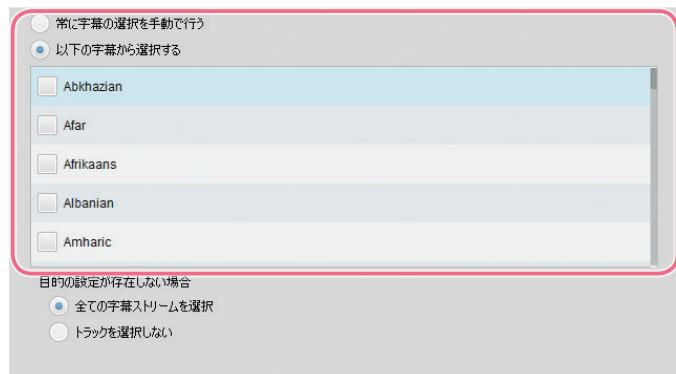 常に字幕の選択を手動で行う
以下の字幕から選択する
Abkhazian
Afar
Afrikaans
Albanian
Amharic
目的の設定が存在しない場合
全ての字幕ストリームを選択
トラックを選択しない